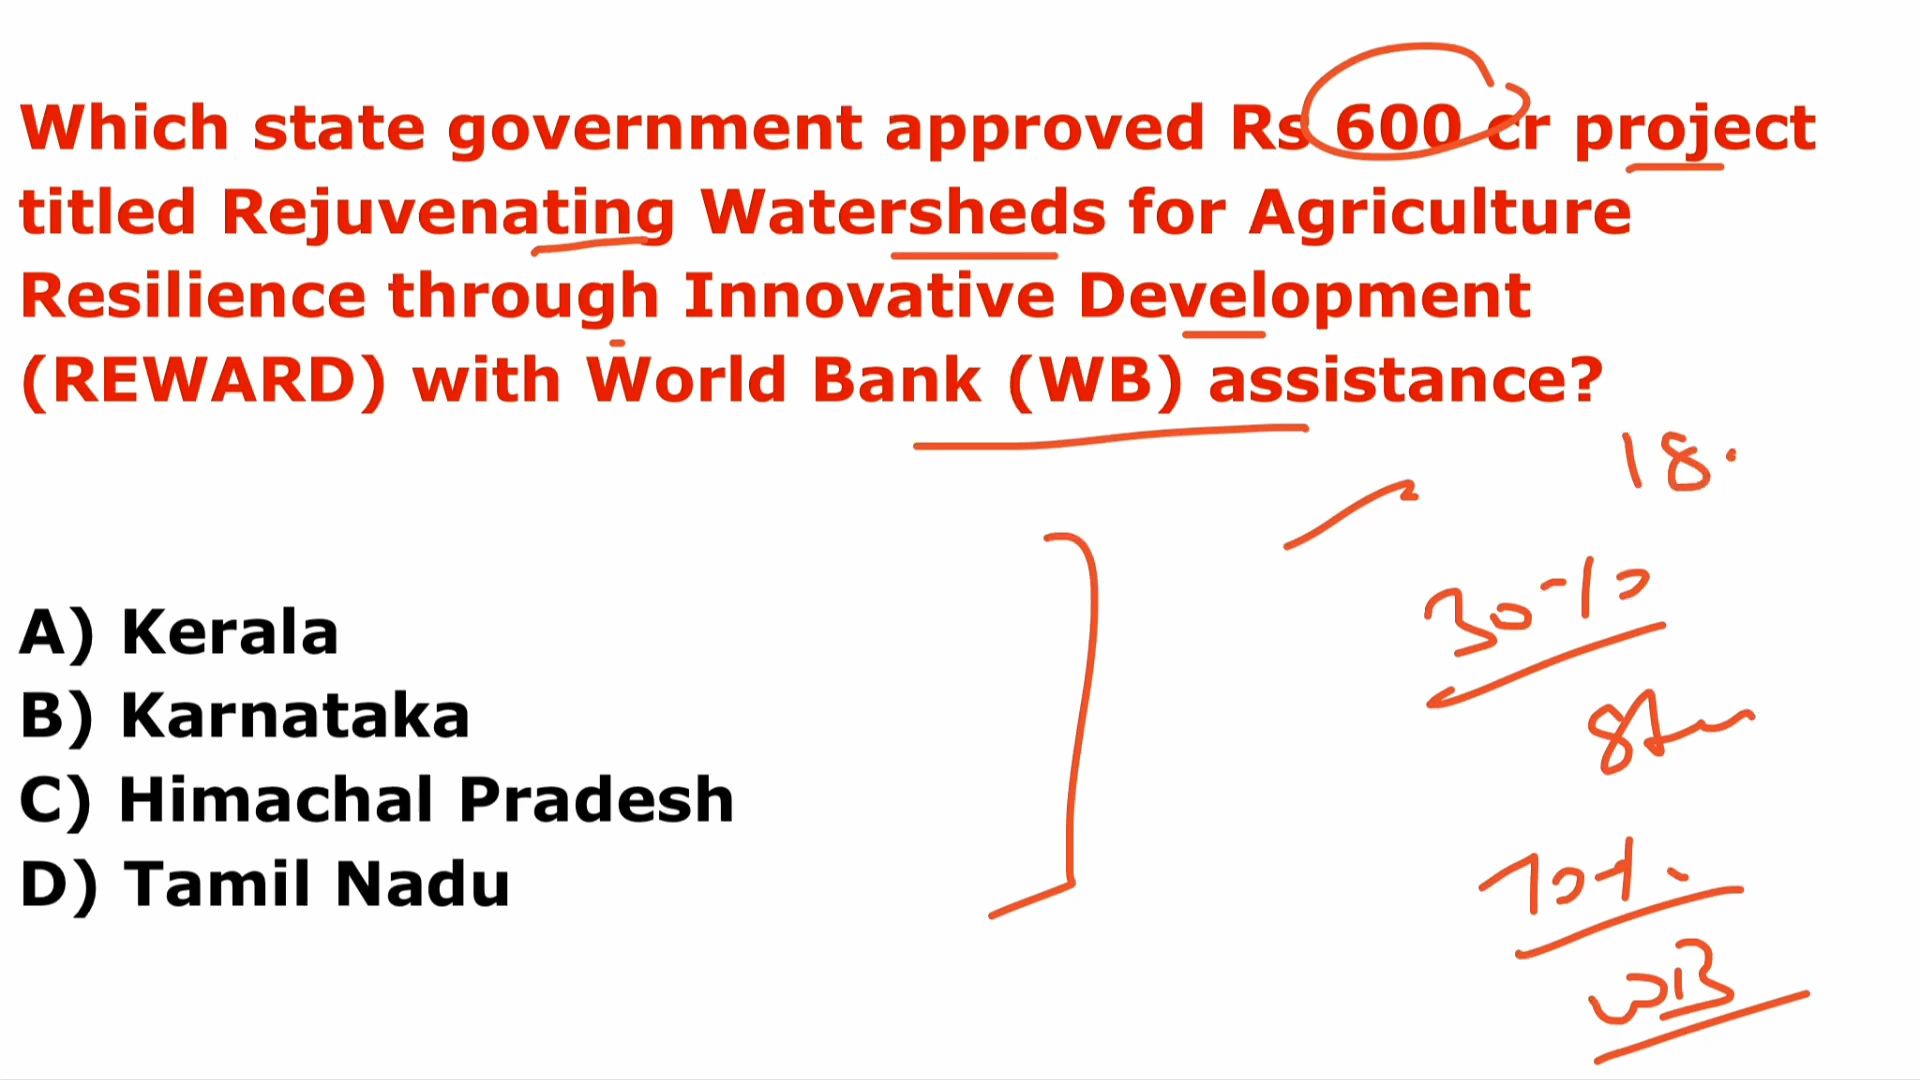 Which state government approved Rs 600 cr project
titled Rejuvenating Watersheds for Agriculture
Resilience through Innovative Development
(REWARD) with World Bank (WB) assistance?
18.
30%
A) Kerala
B) Karnataka
C) Himachal Pradesh
D) Tamil Nadu
70%
WB